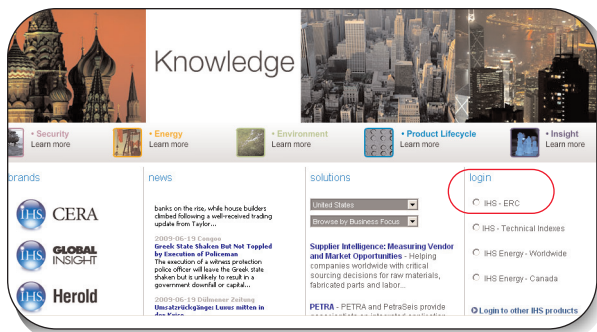 Knowledge
• Security
Learn more
• Energy
Learn more
• Environment
Learn more
• Product Lifecycle
Learn more
• Insight
Learn more
brands
IHS CERA
IHS GLOBAL
INSIGHT
IHS Herold
news
banks on the rise, while house builders
climbed following a well-received trading
update from Taylor...
2009-06-19 Congoo
Greek State Shaken But Not Toppled
by Execution of Policeman
The execution of a witness protection
police officer will leave the Greek state
shaken but is unlikely to result in a
government downfall or capital...
2009-06-19 Dülmener Zeitung
Umsatzrückgänge: Luxus mitten in
der Krise
solutions
United States
Browse by Business Focus
Supplier Intelligence: Measuring Vendor
and Market Opportunities - Helping
companies worldwide with critical
sourcing decisions for raw materials,
fabricated parts and labor...
PETRA - PETRA and PetraSeis provide
login
IHS - ERC
IHS - Technical Indexes
IHS Energy - Worldwide
IHS Energy - Canada
Login to other IHS products